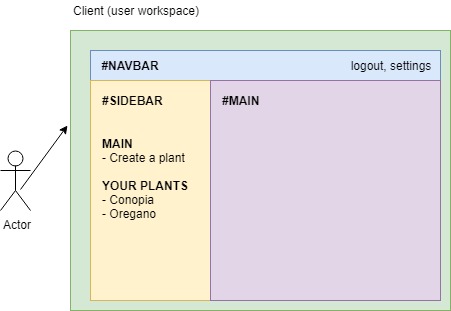 Client (user workspace)
#NAVBAR logout, settings
#SIDEBAR #MAIN
MAIN
- Create a plant
YOUR PLANTS
- Conopia
- Oregano
Actor